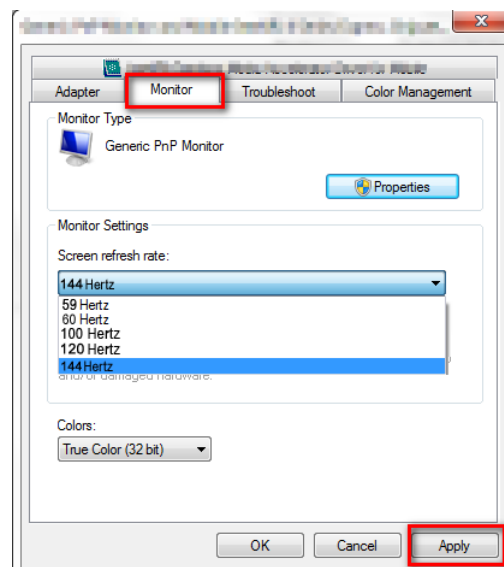 Adapter
Monitor
Troubleshoot
Color Management
Monitor Type
Generic PnP Monitor
Properties
Monitor Settings
Screen refresh rate:
144 Hertz
59 Hertz
60 Hertz
100 Hertz
120 Hertz
144 Hertz
and/or damaged hardware.
Colors:
True Color (32 bit)
OK
Cancel
Apply